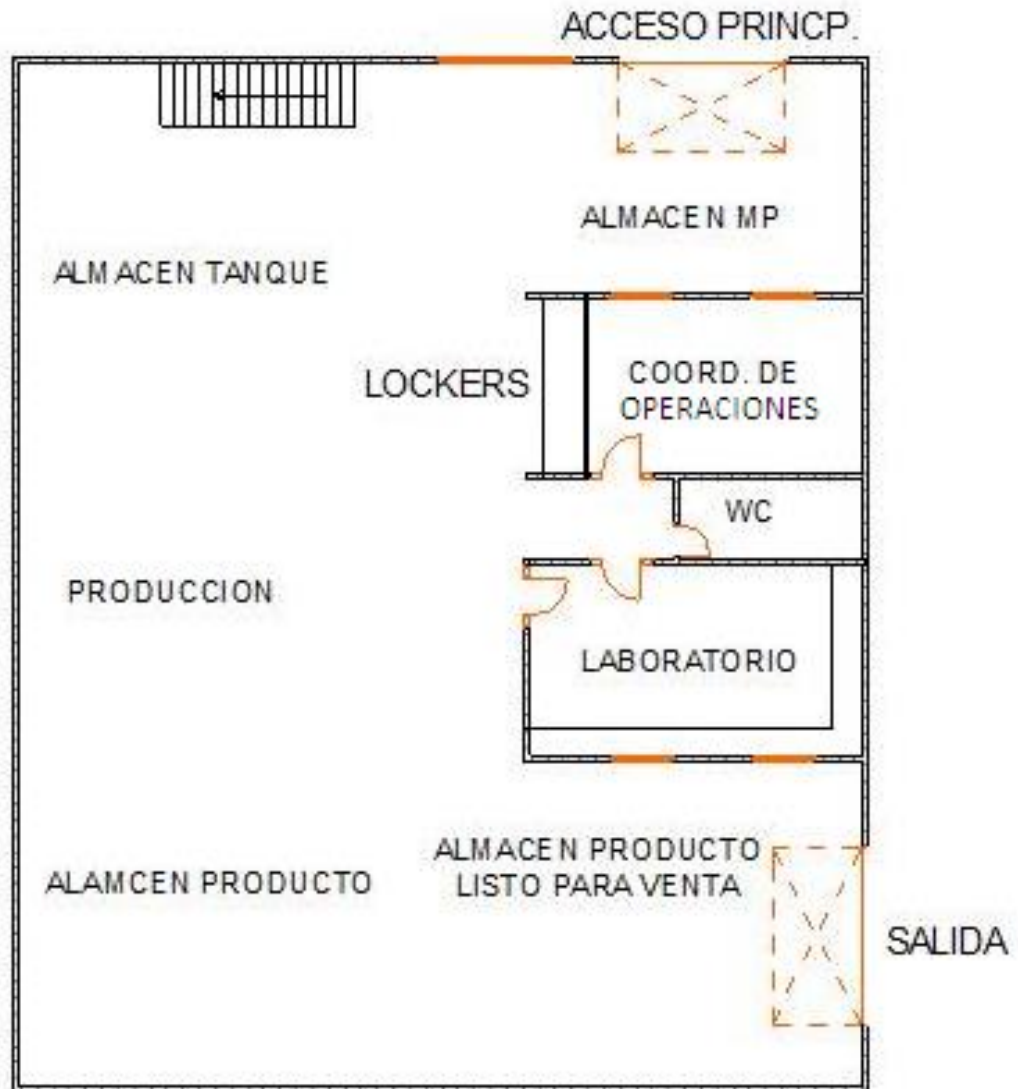 ACCESO PRINCP.
ALMACEN MP
ALMACEN TANQUE
LOCKERS
COORD. DE
OPERACIONES
WC
PRODUCCION
LABORATORIO
ALMACEN PRODUCTO
LISTO PARA VENTA
ALAMCEN PRODUCTO
SALIDA